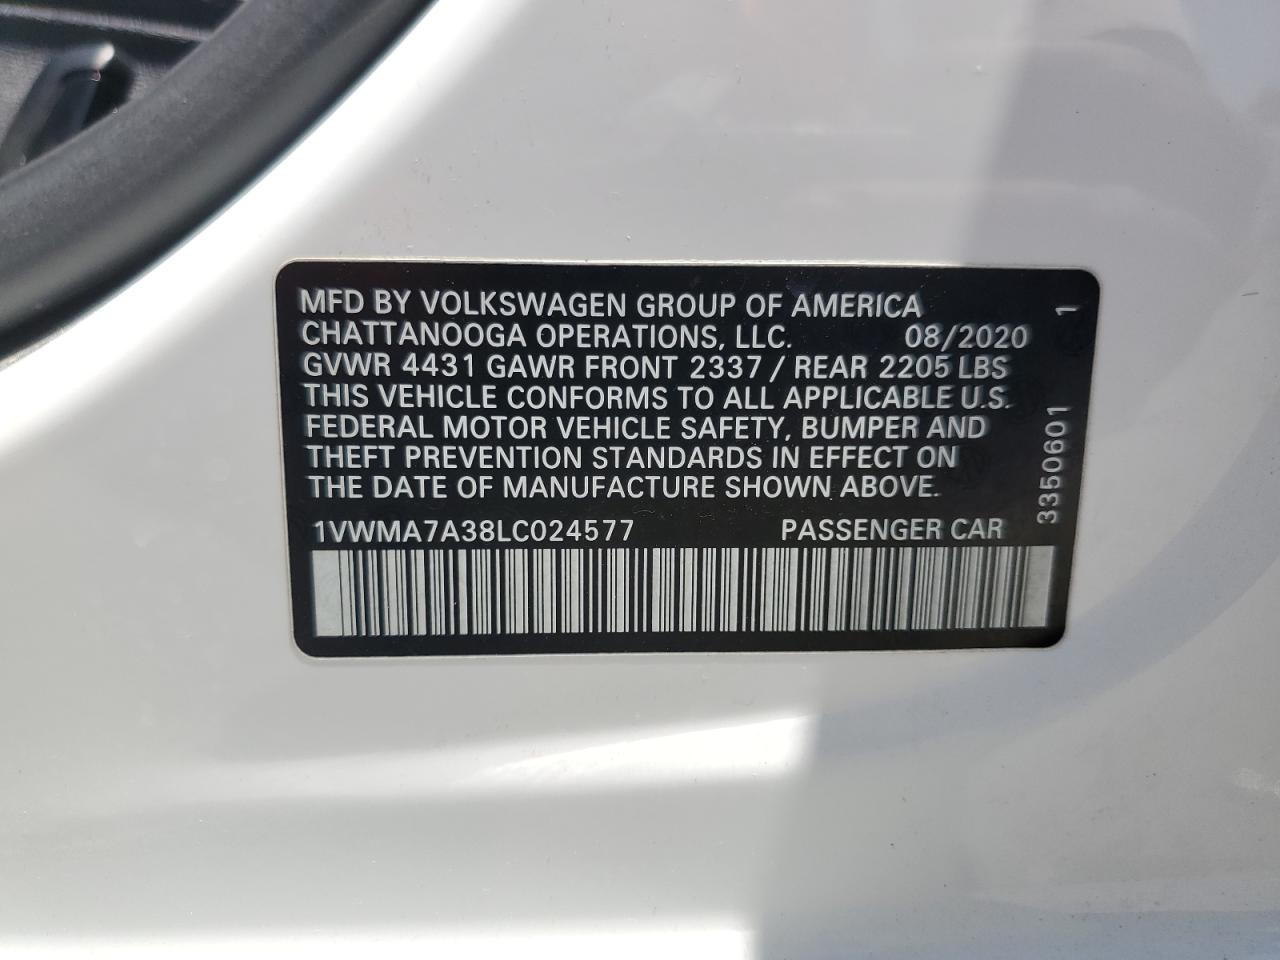 MFD BY VOLKSWAGEN GROUP OF AMERICA
CHATTANOOGA OPERATIONS, LLC. 08/2020
GVWR 4431 GAWR FRONT 2337 / REAR 2205 LBS
THIS VEHICLE CONFORMS TO ALL APPLICABLE U.S.
FEDERAL MOTOR VEHICLE SAFETY, BUMPER AND
THEFT PREVENTION STANDARDS IN EFFECT ON
THE DATE OF MANUFACTURE SHOWN ABOVE.
1VWMA7A38LC024577 PASSENGER CAR
3350601 1